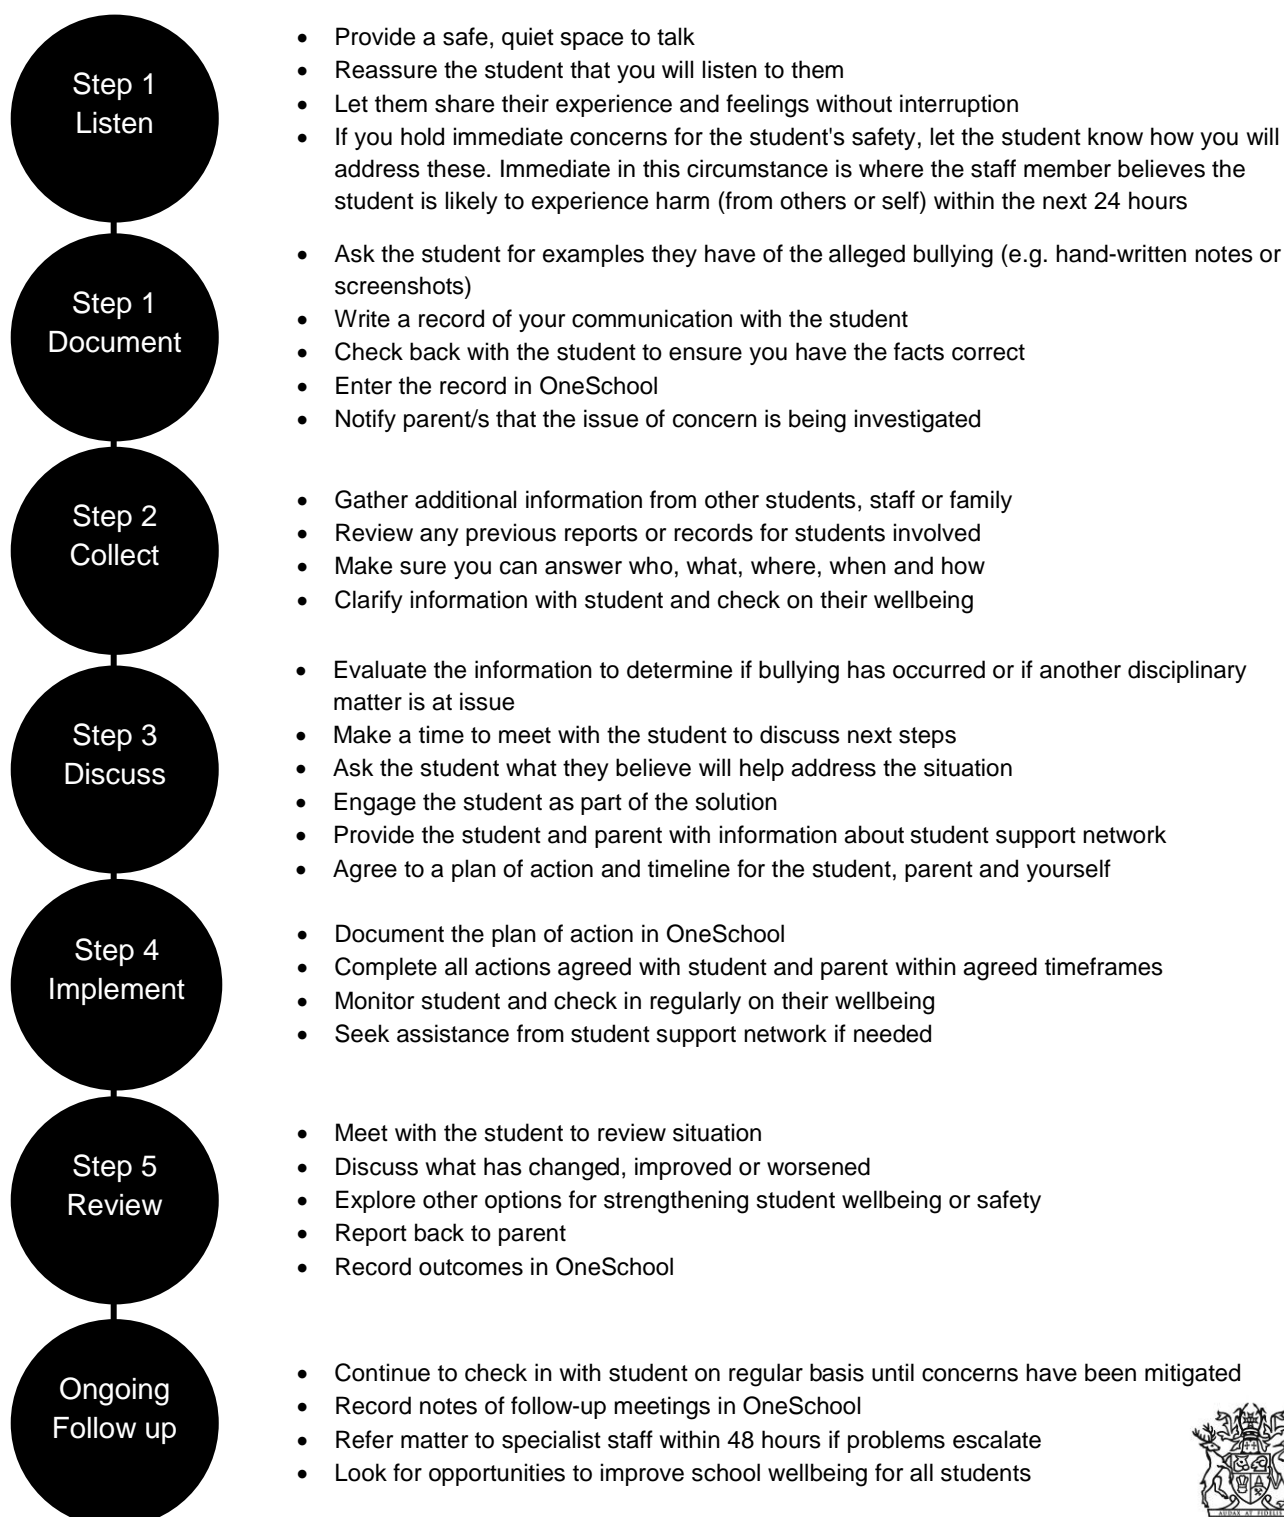 Step 1
Listen
• Provide a safe, quiet space to talk
• Reassure the student that you will listen to them
• Let them share their experience and feelings without interruption
• If you hold immediate concerns for the student's safety, let the student know how you will
address these. Immediate in this circumstance is where the staff member believes the
student is likely to experience harm (from others or self) within the next 24 hours
Step 1
Document
• Ask the student for examples they have of the alleged bullying (e.g. hand-written notes or
screenshots)
• Write a record of your communication with the student
• Check back with the student to ensure you have the facts correct
• Enter the record in OneSchool
• Notify parent/s that the issue of concern is being investigated
Step 2
Collect
• Gather additional information from other students, staff or family
• Review any previous reports or records for students involved
• Make sure you can answer who, what, where, when and how
• Clarify information with student and check on their wellbeing
Step 3
Discuss
• Evaluate the information to determine if bullying has occurred or if another disciplinary
matter is at issue
• Make a time to meet with the student to discuss next steps
• Ask the student what they believe will help address the situation
• Engage the student as part of the solution
• Provide the student and parent with information about student support network
• Agree to a plan of action and timeline for the student, parent and yourself
Step 4
Implement
• Document the plan of action in OneSchool
• Complete all actions agreed with student and parent within agreed timeframes
• Monitor student and check in regularly on their wellbeing
• Seek assistance from student support network if needed
Step 5
Review
• Meet with the student to review situation
• Discuss what has changed, improved or worsened
• Explore other options for strengthening student wellbeing or safety
• Report back to parent
• Record outcomes in OneSchool
Ongoing
Follow up
• Continue to check in with student on regular basis until concerns have been mitigated
• Record notes of follow-up meetings in OneSchool
• Refer matter to specialist staff within 48 hours if problems escalate
• Look for opportunities to improve school wellbeing for all students
AUDAX AT FIDELIS